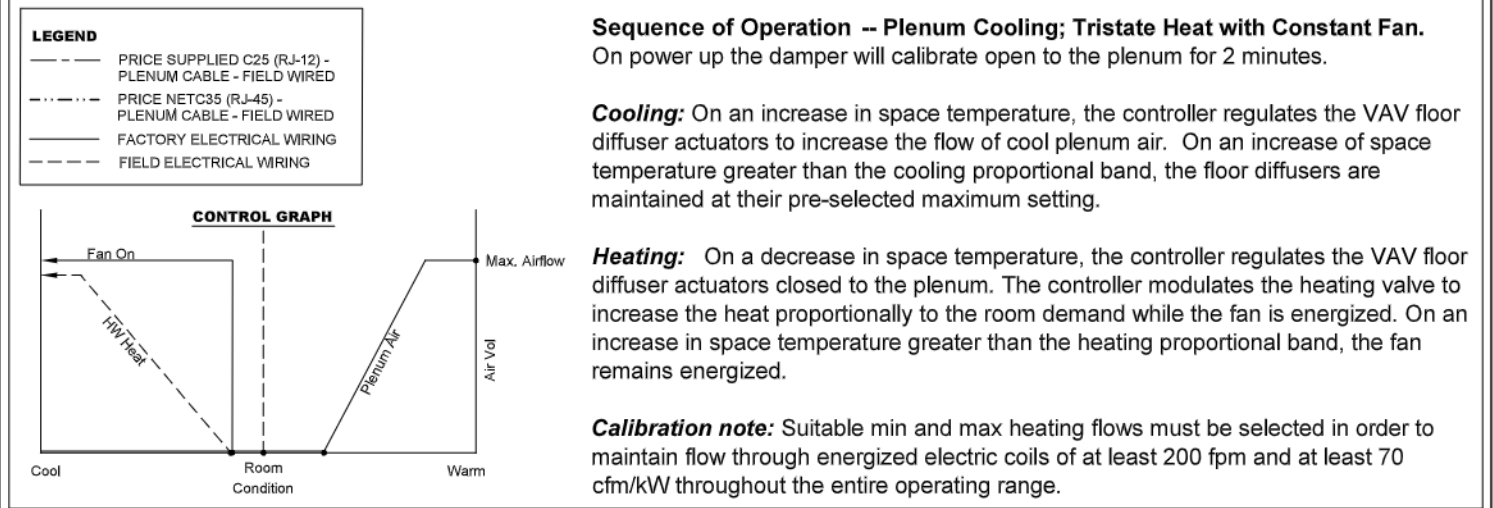 LEGEND
PRICE SUPPLIED C25 (RJ-12) -
PLENUM CABLE - FIELD WIRED
PRICE NETC35 (RJ-45) -
PLENUM CABLE - FIELD WIRED
FACTORY ELECTRICAL WIRING
FIELD ELECTRICAL WIRING
CONTROL GRAPH
Fan On
Max. Airflow
HW Heat
Plenum Air
Air Vol
Cool
Room
Condition
Warm
Sequence of Operation -- Plenum Cooling; Tristate Heat with Constant Fan.
On power up the damper will calibrate open to the plenum for 2 minutes.
Cooling: On an increase in space temperature, the controller regulates the VAV floor
diffuser actuators to increase the flow of cool plenum air. On an increase of space
temperature greater than the cooling proportional band, the floor diffusers are
maintained at their pre-selected maximum setting.
Heating: On a decrease in space temperature, the controller regulates the VAV floor
diffuser actuators closed to the plenum. The controller modulates the heating valve to
increase the heat proportionally to the room demand while the fan is energized. On an
increase in space temperature greater than the heating proportional band, the fan
remains energized.
Calibration note: Suitable min and max heating flows must be selected in order to
maintain flow through energized electric coils of at least 200 fpm and at least 70
cfm/kW throughout the entire operating range.